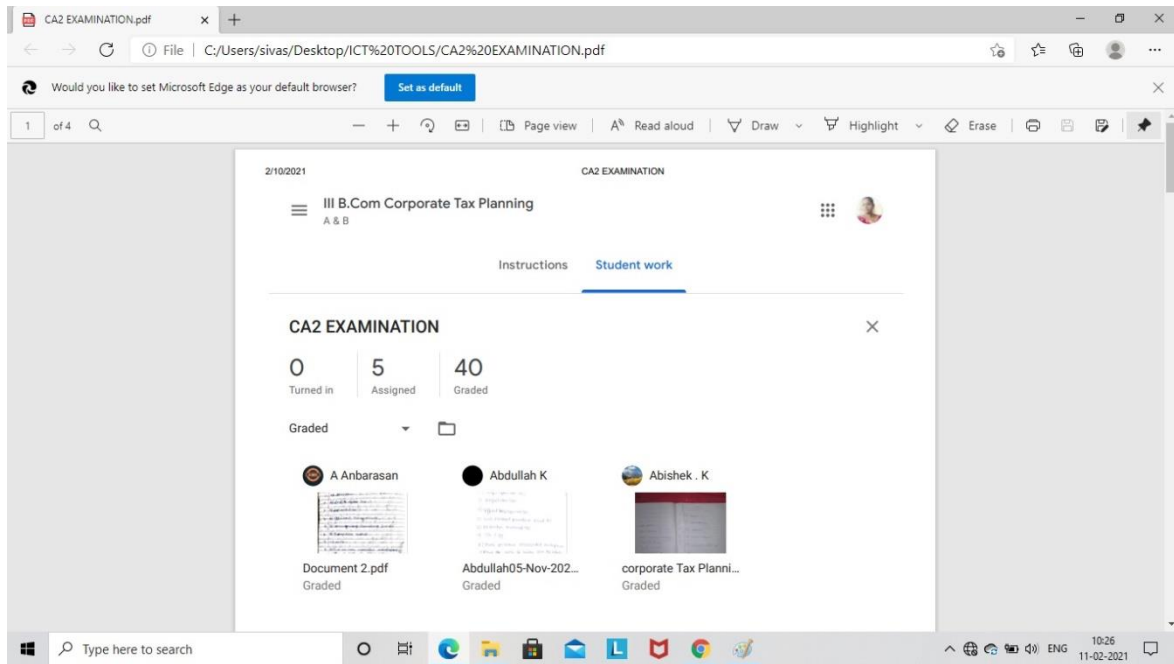 CA2 EXAMINATION.pdf
File | C:/Users/sivas/Desktop/ICT%20TOOLS/CA2%20EXAMINATION.pdf
Would you like to set Microsoft Edge as your default browser? Set as default
1 of 4 Page view Read aloud Draw Highlight Erase
2/10/2021 CA2 EXAMINATION
III B.Com Corporate Tax Planning
A & B
Instructions Student work
CA2 EXAMINATION
0 5 40
Turned in Assigned Graded
Graded
A Anbarasan Abdullah K Abishek . K
Document 2.pdf Abdullah05-Nov-202... corporate Tax Planni...
Graded Graded Graded
Type here to search
ENG 10:26
11-02-2021